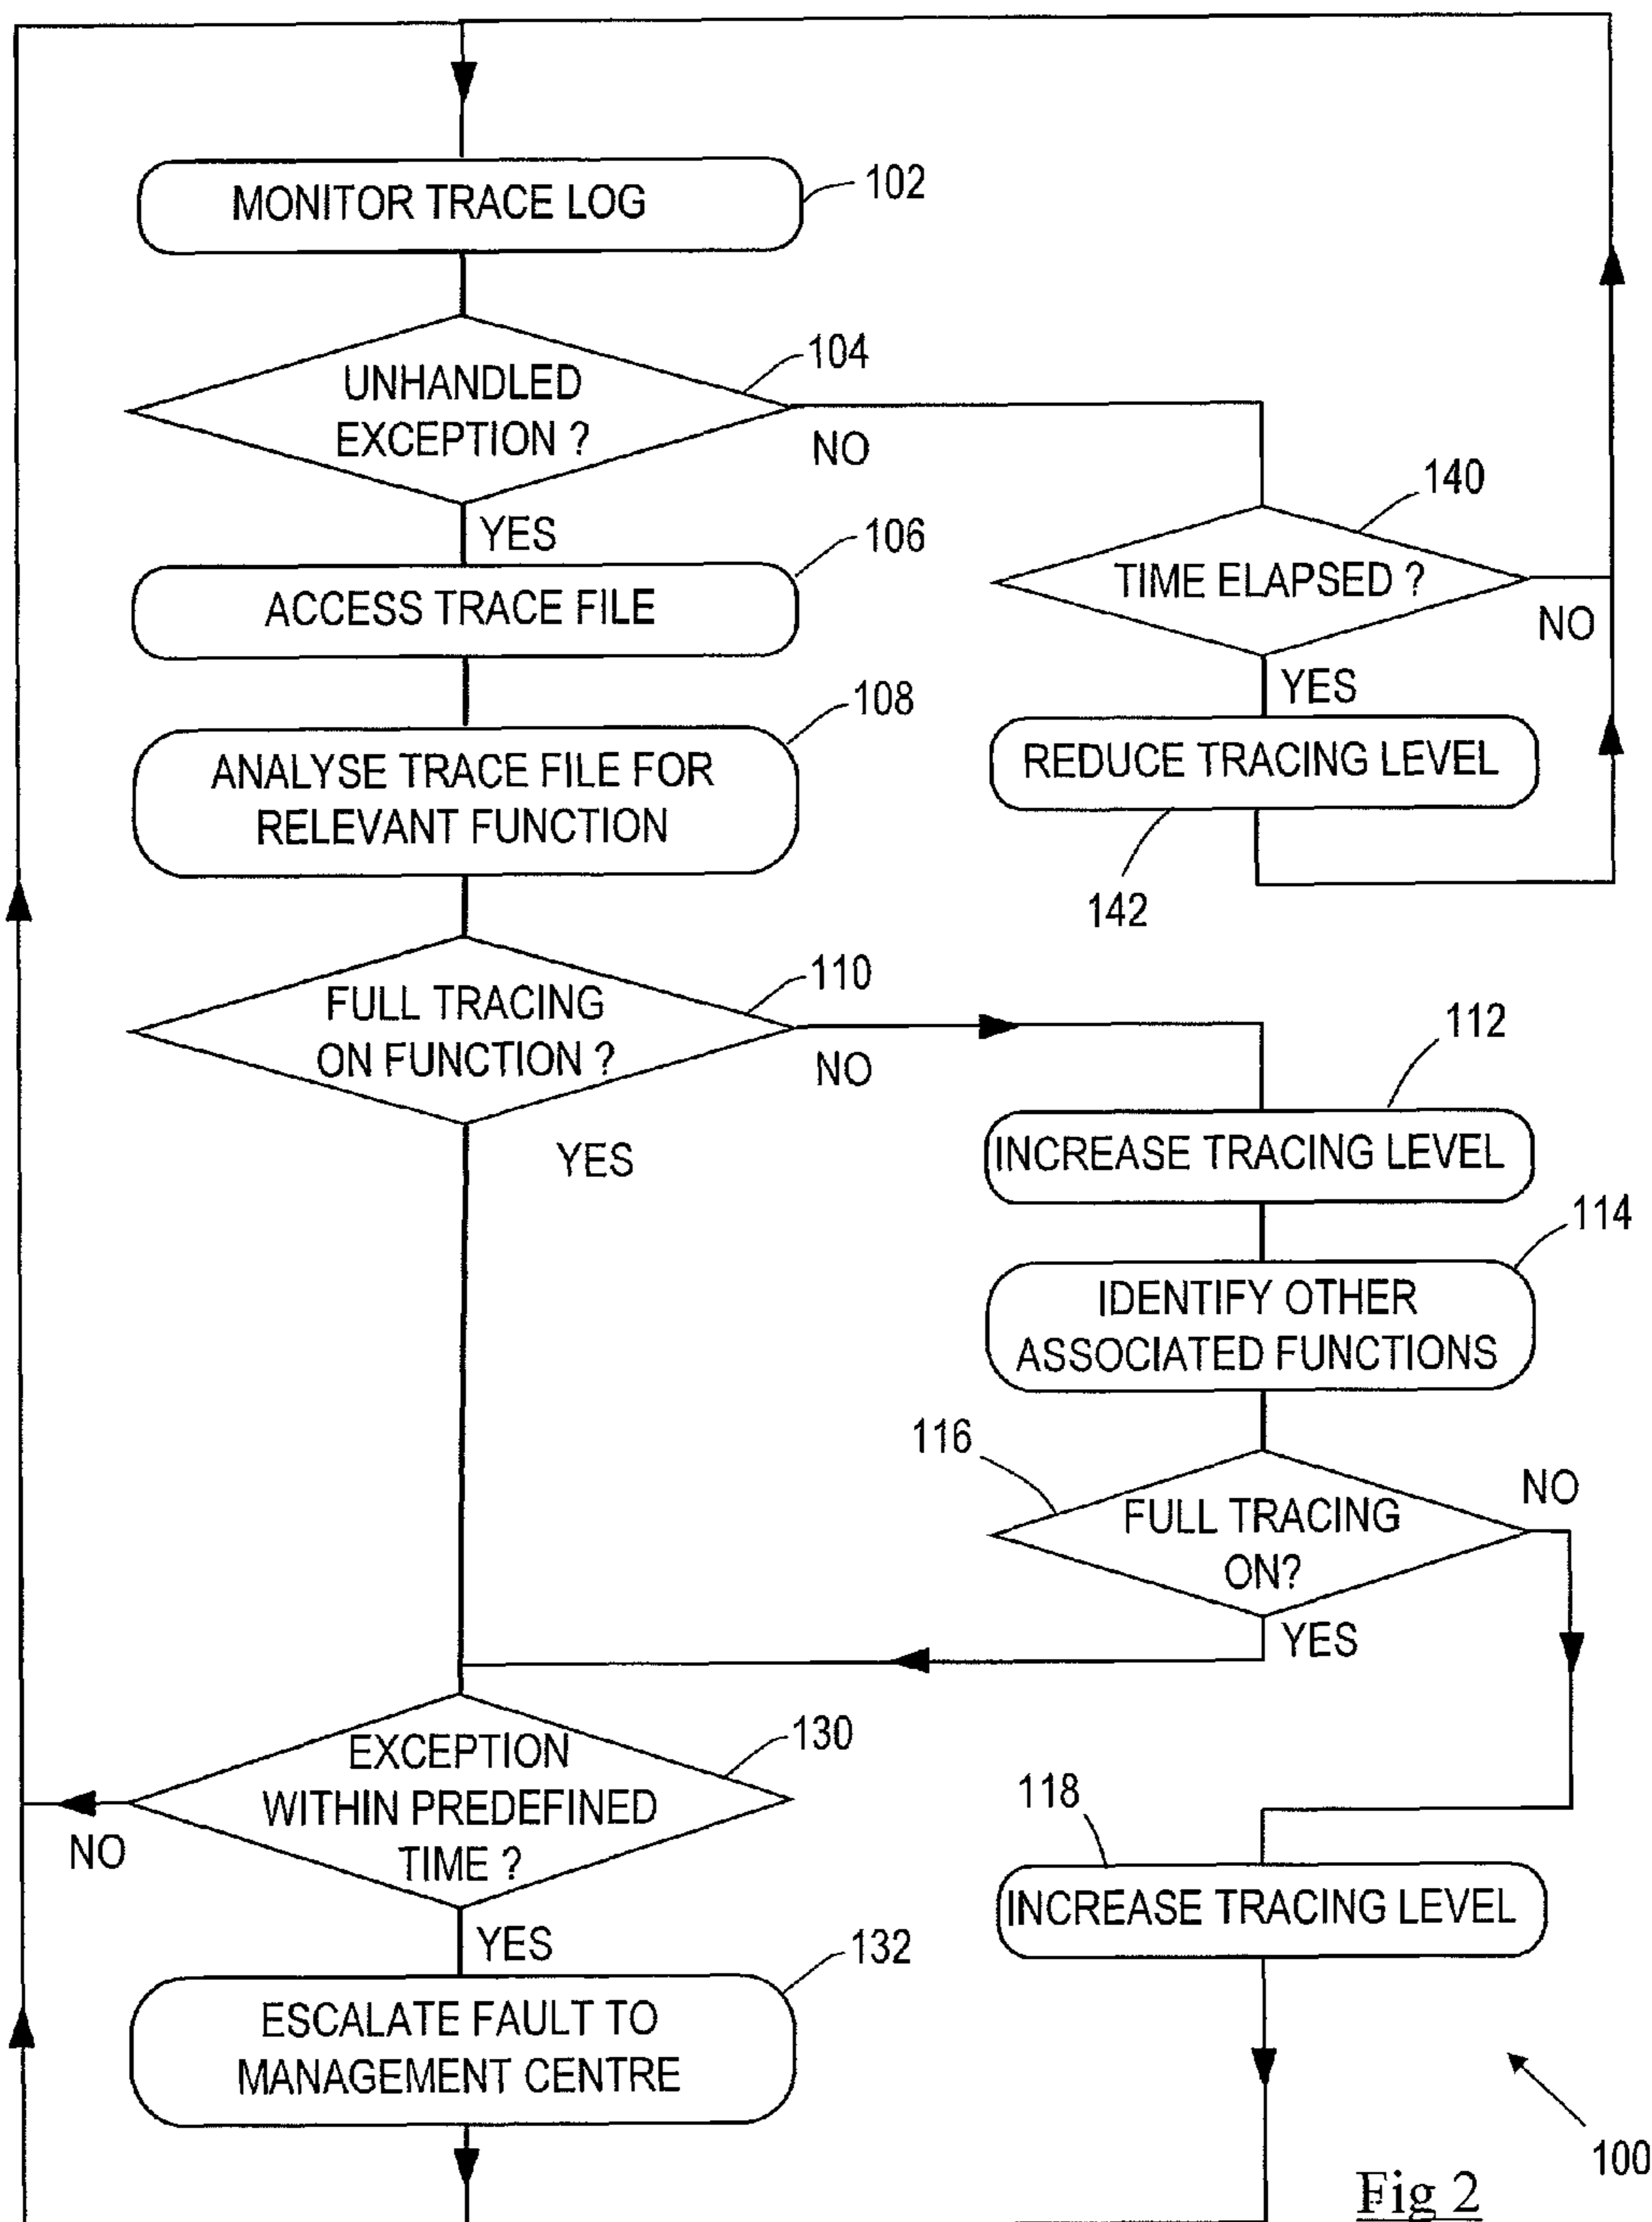 MONITOR TRACE LOG
102
UNHANDLED
EXCEPTION ?
104
NO
YES
140
TIME ELAPSED ?
NO
YES
106
ACCESS TRACE FILE
108
ANALYSE TRACE FILE FOR
RELEVANT FUNCTION
REDUCE TRACING LEVEL
142
110
FULL TRACING
ON FUNCTION ?
NO
YES
112
INCREASE TRACING LEVEL
114
IDENTIFY OTHER
ASSOCIATED FUNCTIONS
116
FULL TRACING
ON?
NO
YES
130
EXCEPTION
WITHIN PREDEFINED
TIME ?
NO
YES
118
INCREASE TRACING LEVEL
132
ESCALATE FAULT TO
MANAGEMENT CENTRE
100
Fig 2